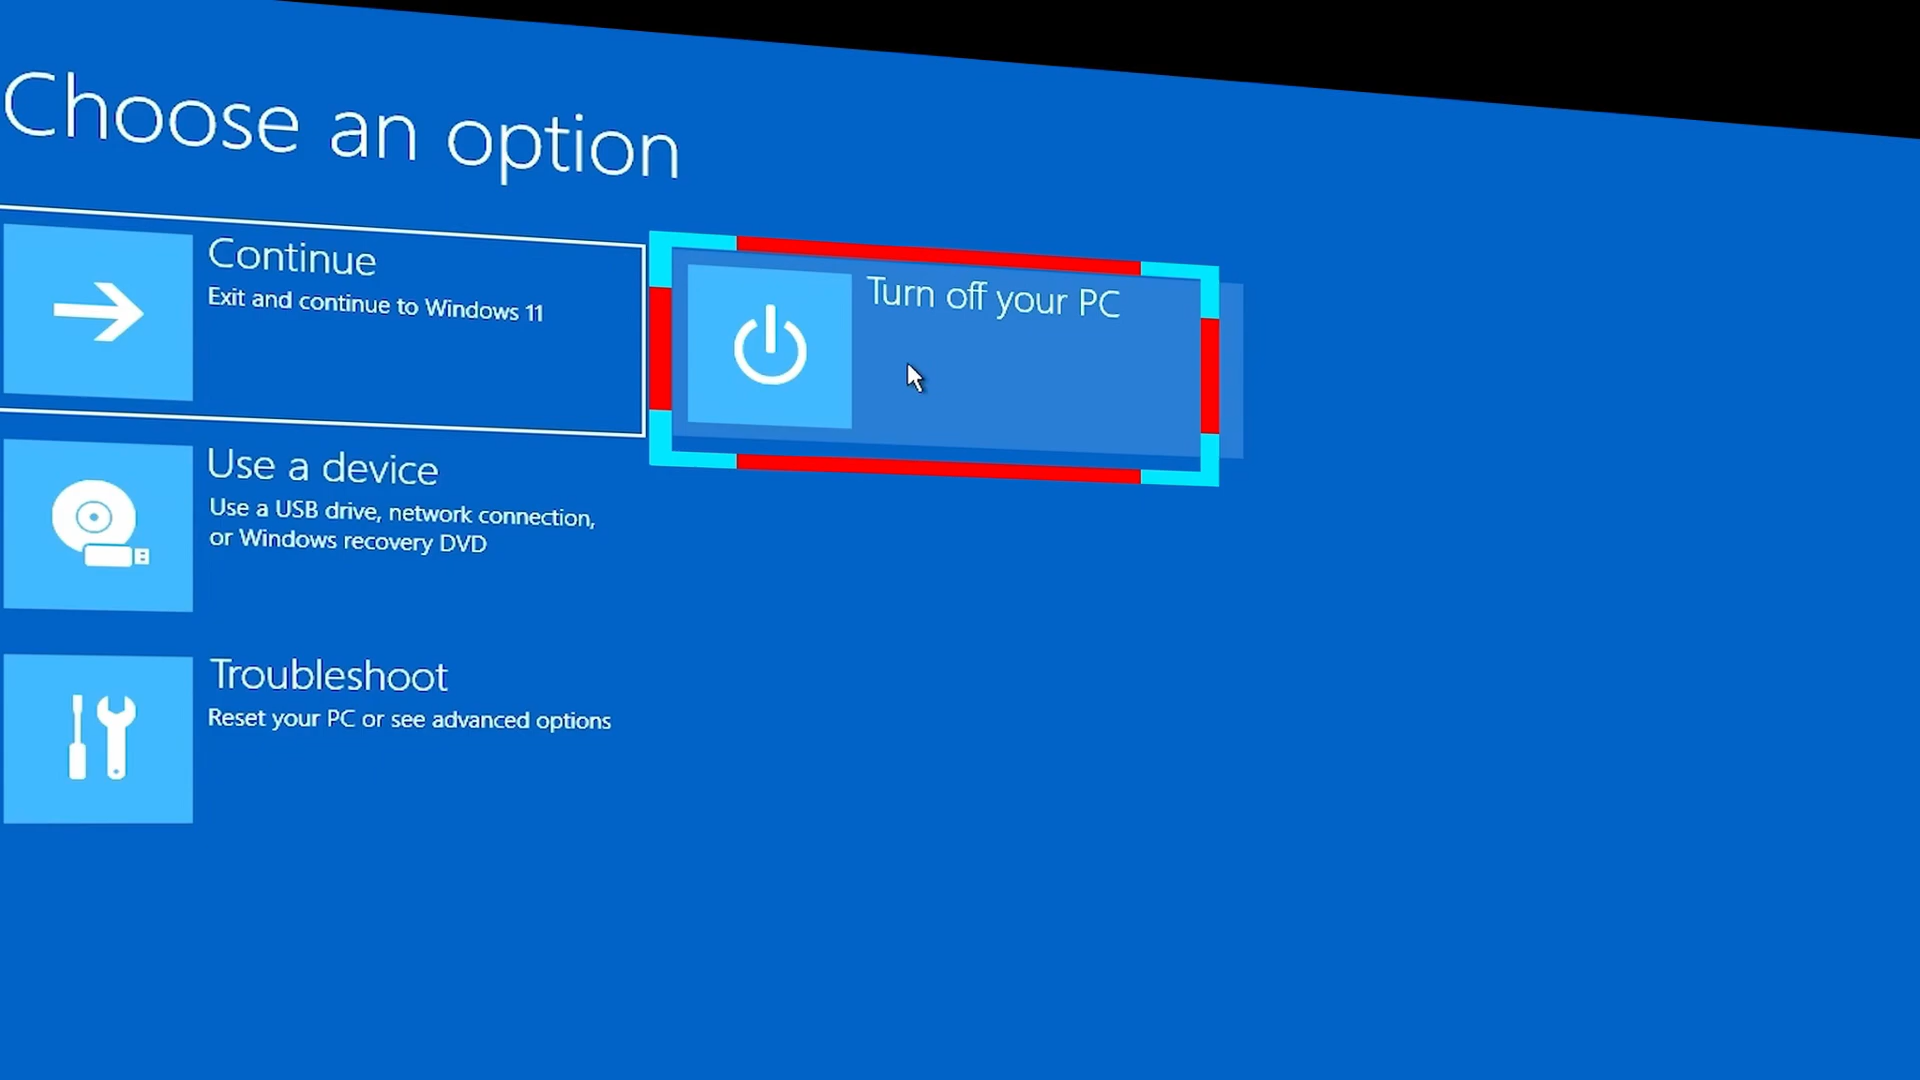 Choose an option
Continue
Exit and continue to Windows 11
Turn off your PC
Use a device
Use a USB drive, network connection,
or Windows recovery DVD
Troubleshoot
Reset your PC or see advanced options